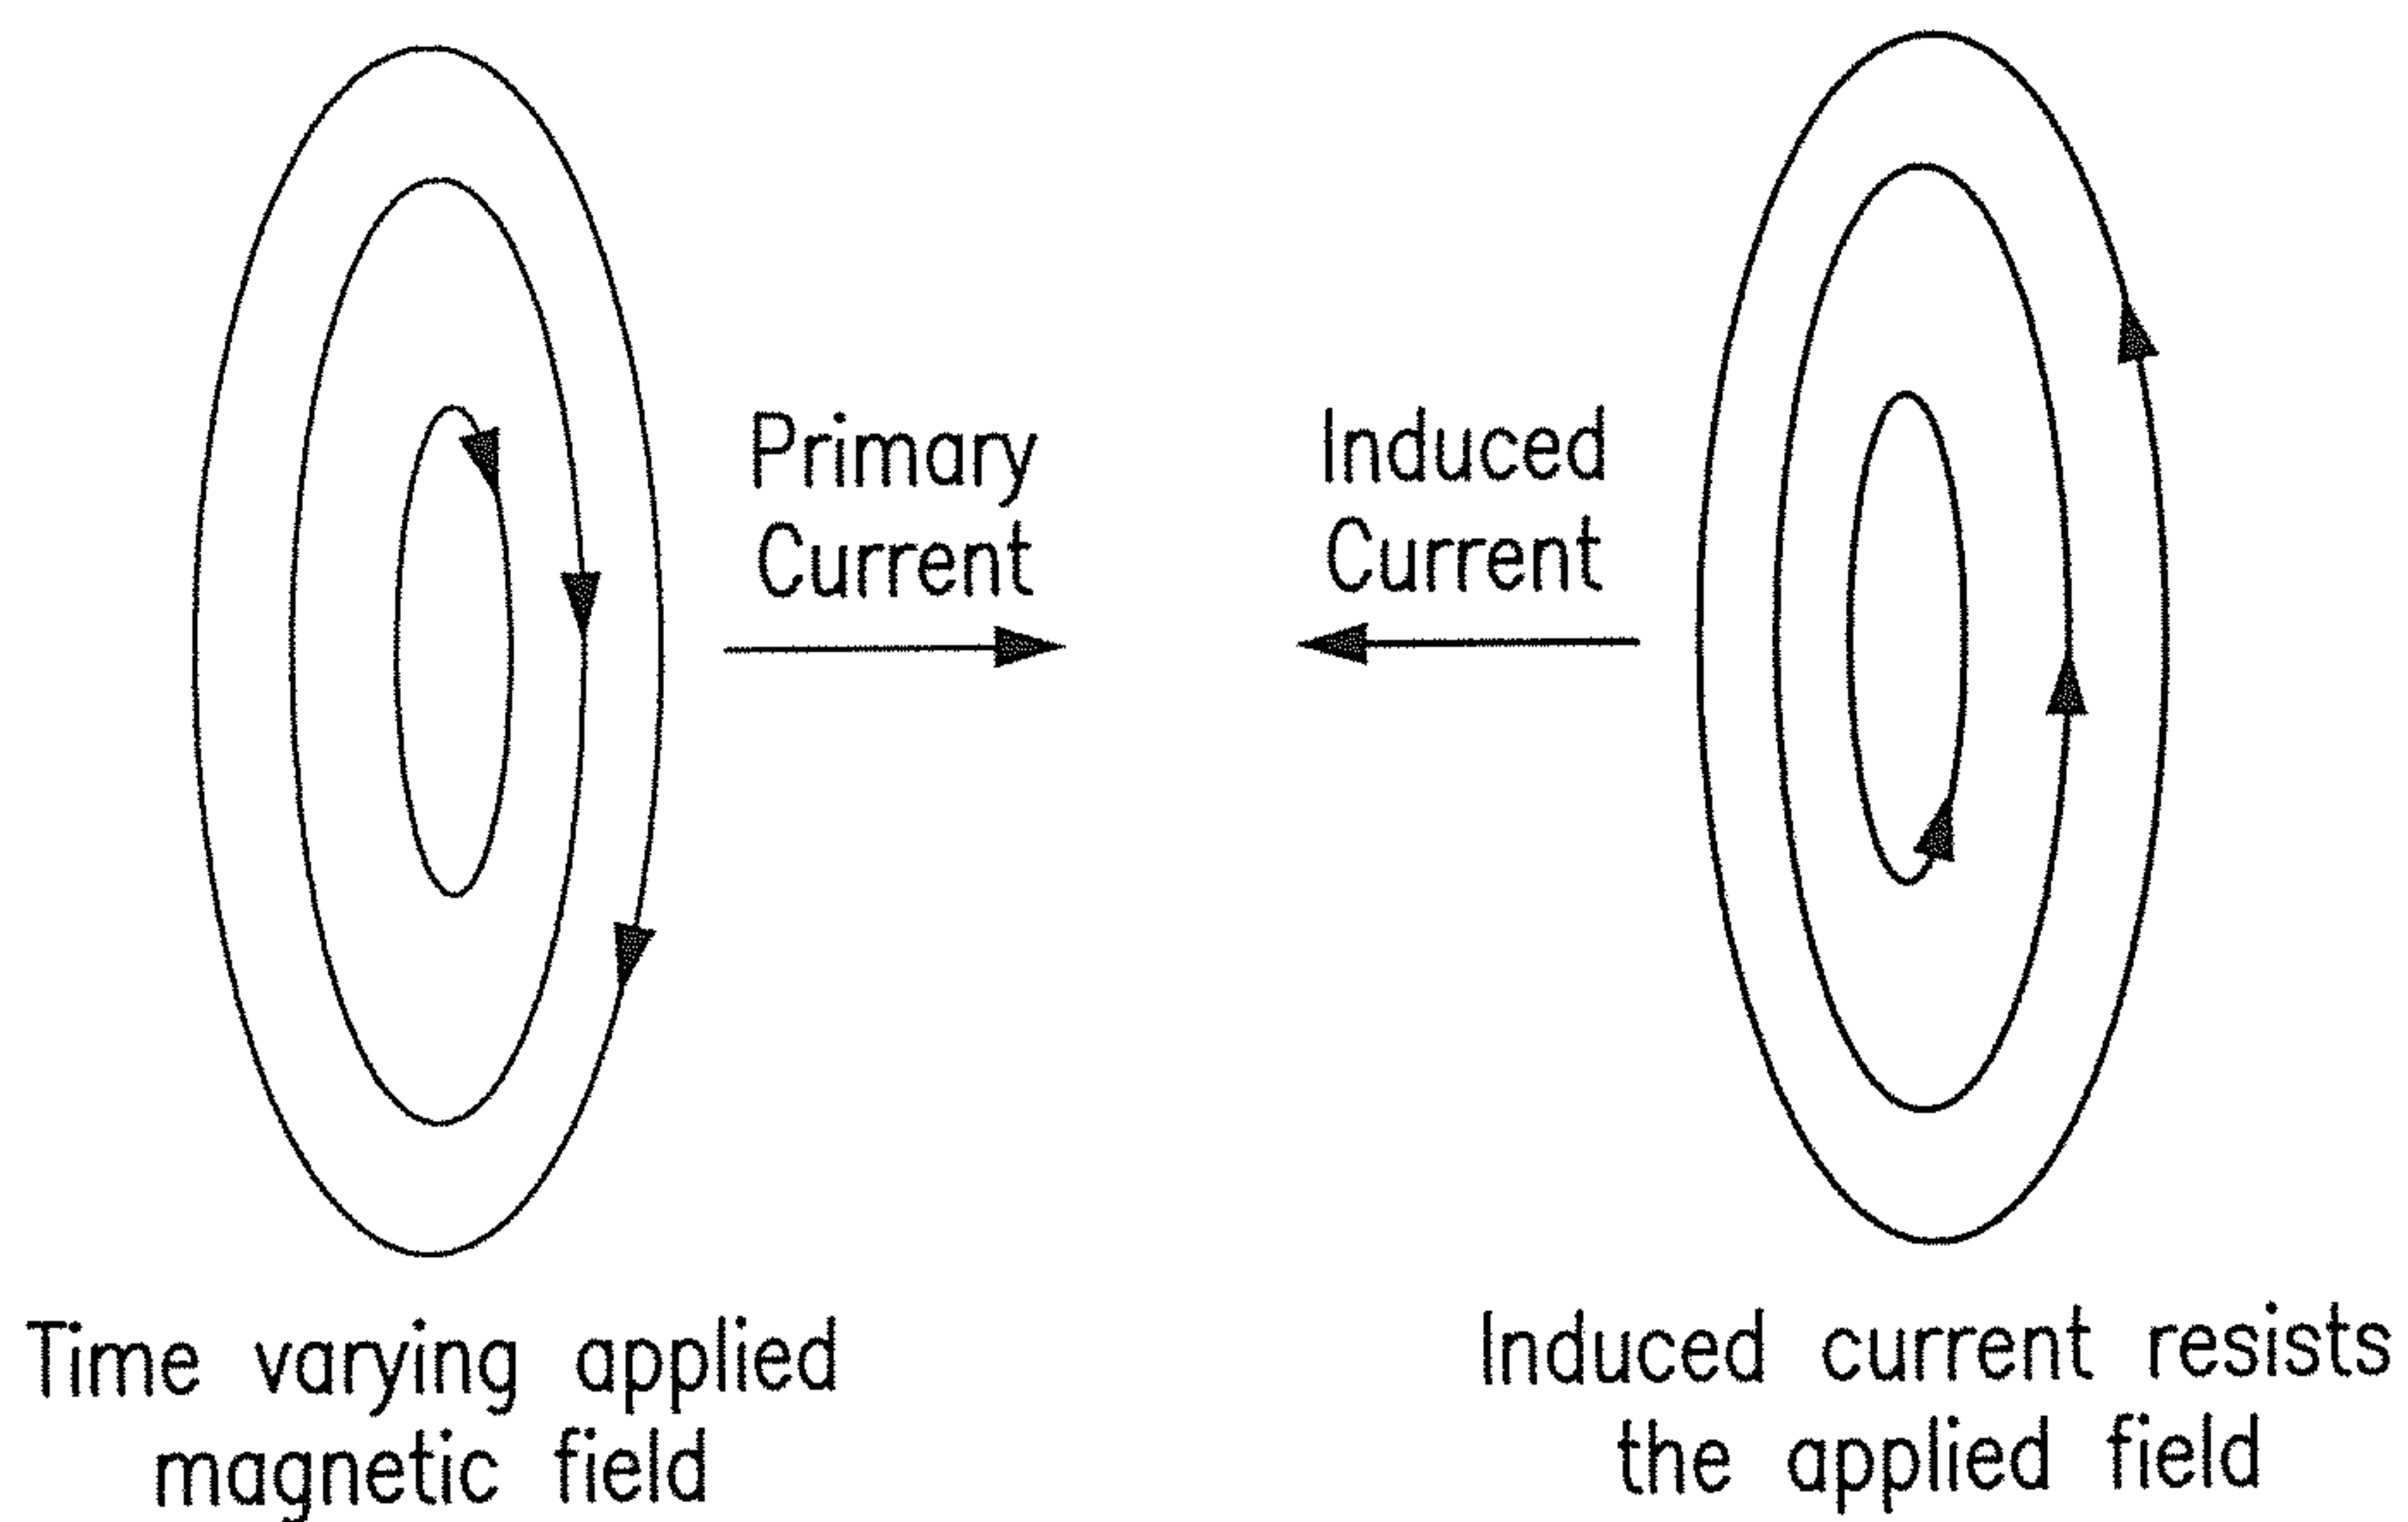 Primary
Current
Induced
Current
Time varying applied
magnetic field
Induced current resists
the applied field